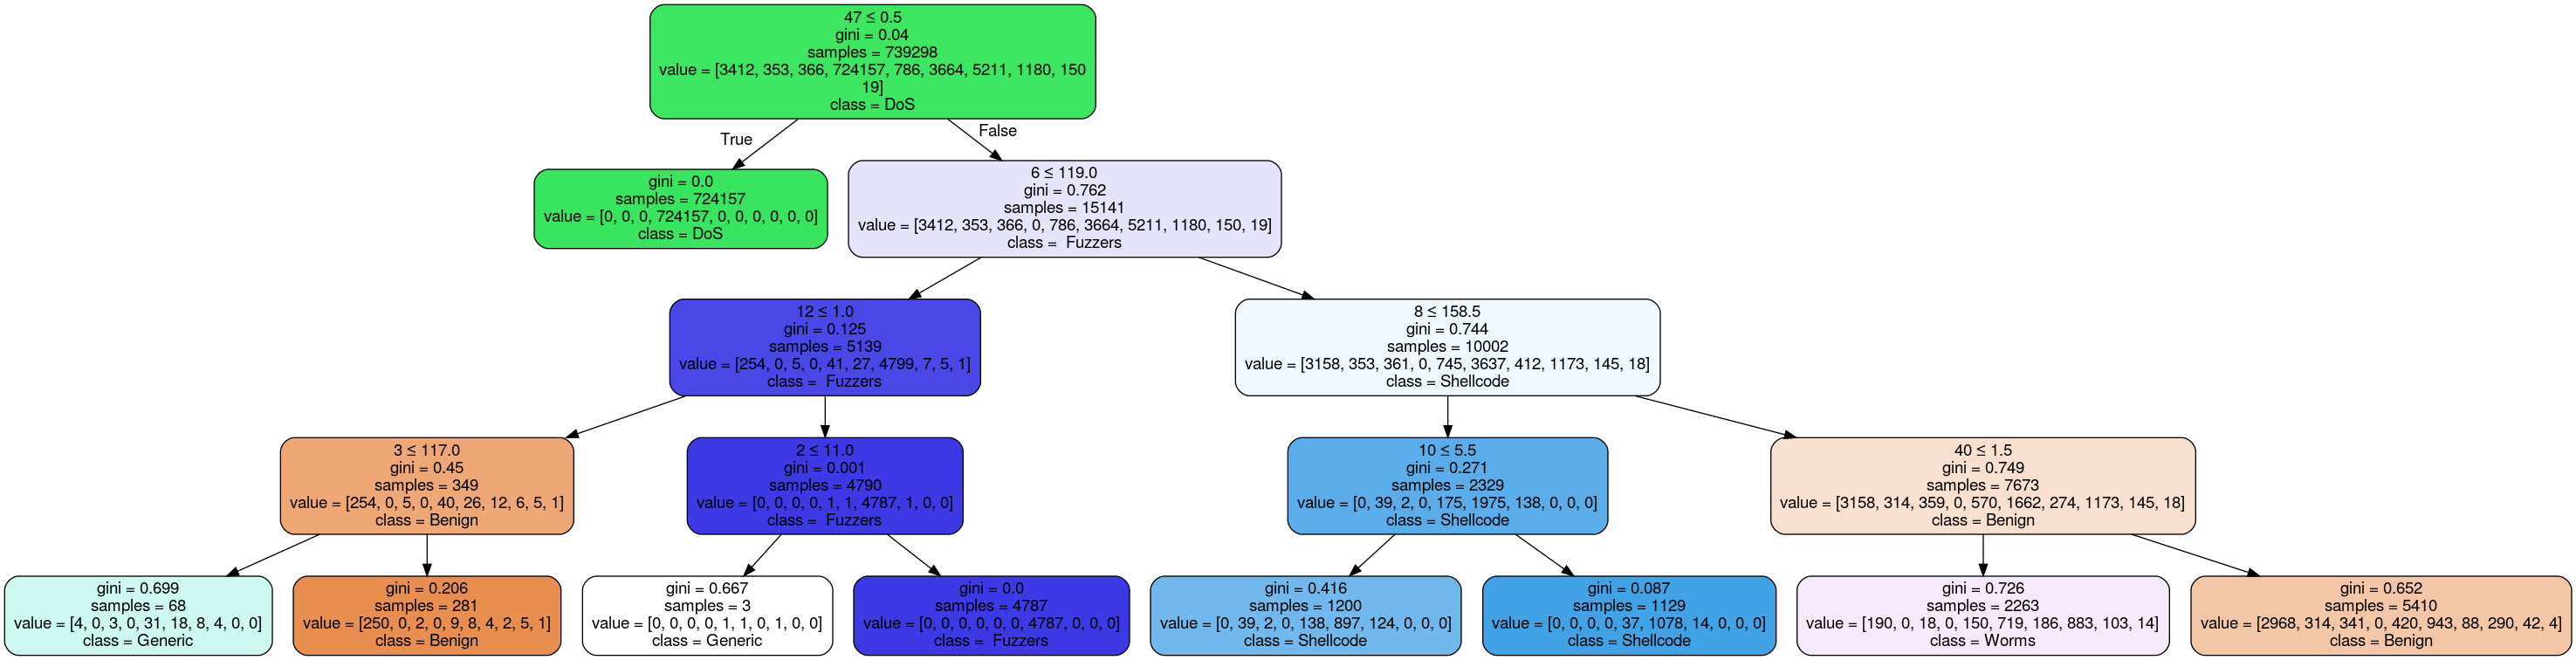 47 ≤ 0.5
gini = 0.04
samples = 739298
value = [3412, 353, 366, 724157, 786, 3664, 5211, 1180, 150
19]
class = DoS
True
False
gini = 0.0
samples = 724157
value = [0, 0, 0, 724157, 0, 0, 0, 0, 0, 0]
class = DoS
6 ≤ 119.0
gini = 0.762
samples = 15141
value = [3412, 353, 366, 0, 786, 3664, 5211, 1180, 150, 19]
class =  Fuzzers
12 ≤ 1.0
gini = 0.125
samples = 5139
value = [254, 0, 5, 0, 41, 27, 4799, 7, 5, 1]
class =  Fuzzers
8 ≤ 158.5
gini = 0.744
samples = 10002
value = [3158, 353, 361, 0, 745, 3637, 412, 1173, 145, 18]
class = Shellcode
3 ≤ 117.0
gini = 0.45
samples = 349
value = [254, 0, 5, 0, 40, 26, 12, 6, 5, 1]
class = Benign
2 ≤ 11.0
gini = 0.001
samples = 4790
value = [0, 0, 0, 0, 1, 1, 4787, 1, 0, 0]
class =  Fuzzers
10 ≤ 5.5
gini = 0.271
samples = 2329
value = [0, 39, 2, 0, 175, 1975, 138, 0, 0, 0]
class = Shellcode
40 ≤ 1.5
gini = 0.749
samples = 7673
value = [3158, 314, 359, 0, 570, 1662, 274, 1173, 145, 18]
class = Benign
gini = 0.699
samples = 68
value = [4, 0, 3, 0, 31, 18, 8, 4, 0, 0]
class = Generic
gini = 0.206
samples = 281
value = [250, 0, 2, 0, 9, 8, 4, 2, 5, 1]
class = Benign
gini = 0.667
samples = 3
value = [0, 0, 0, 0, 1, 1, 0, 1, 0, 0]
class = Generic
gini = 0.0
samples = 4787
value = [0, 0, 0, 0, 0, 0, 4787, 0, 0, 0]
class =  Fuzzers
gini = 0.416
samples = 1200
value = [0, 39, 2, 0, 138, 897, 124, 0, 0, 0]
class = Shellcode
gini = 0.087
samples = 1129
value = [0, 0, 0, 0, 37, 1078, 14, 0, 0, 0]
class = Shellcode
gini = 0.726
samples = 2263
value = [190, 0, 18, 0, 150, 719, 186, 883, 103, 14]
class = Worms
gini = 0.652
samples = 5410
value = [2968, 314, 341, 0, 420, 943, 88, 290, 42, 4]
class = Benign